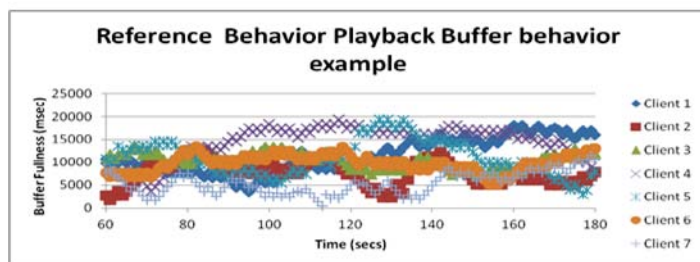 Reference Behavior Playback Buffer behavior
example
Buffer Fullness (msec)
25000
20000
15000
10000
5000
0
60
80
100
120
140
160
180
Time (secs)
Client 1
Client 2
Client 3
Client 4
Client 5
Client 6
Client 7